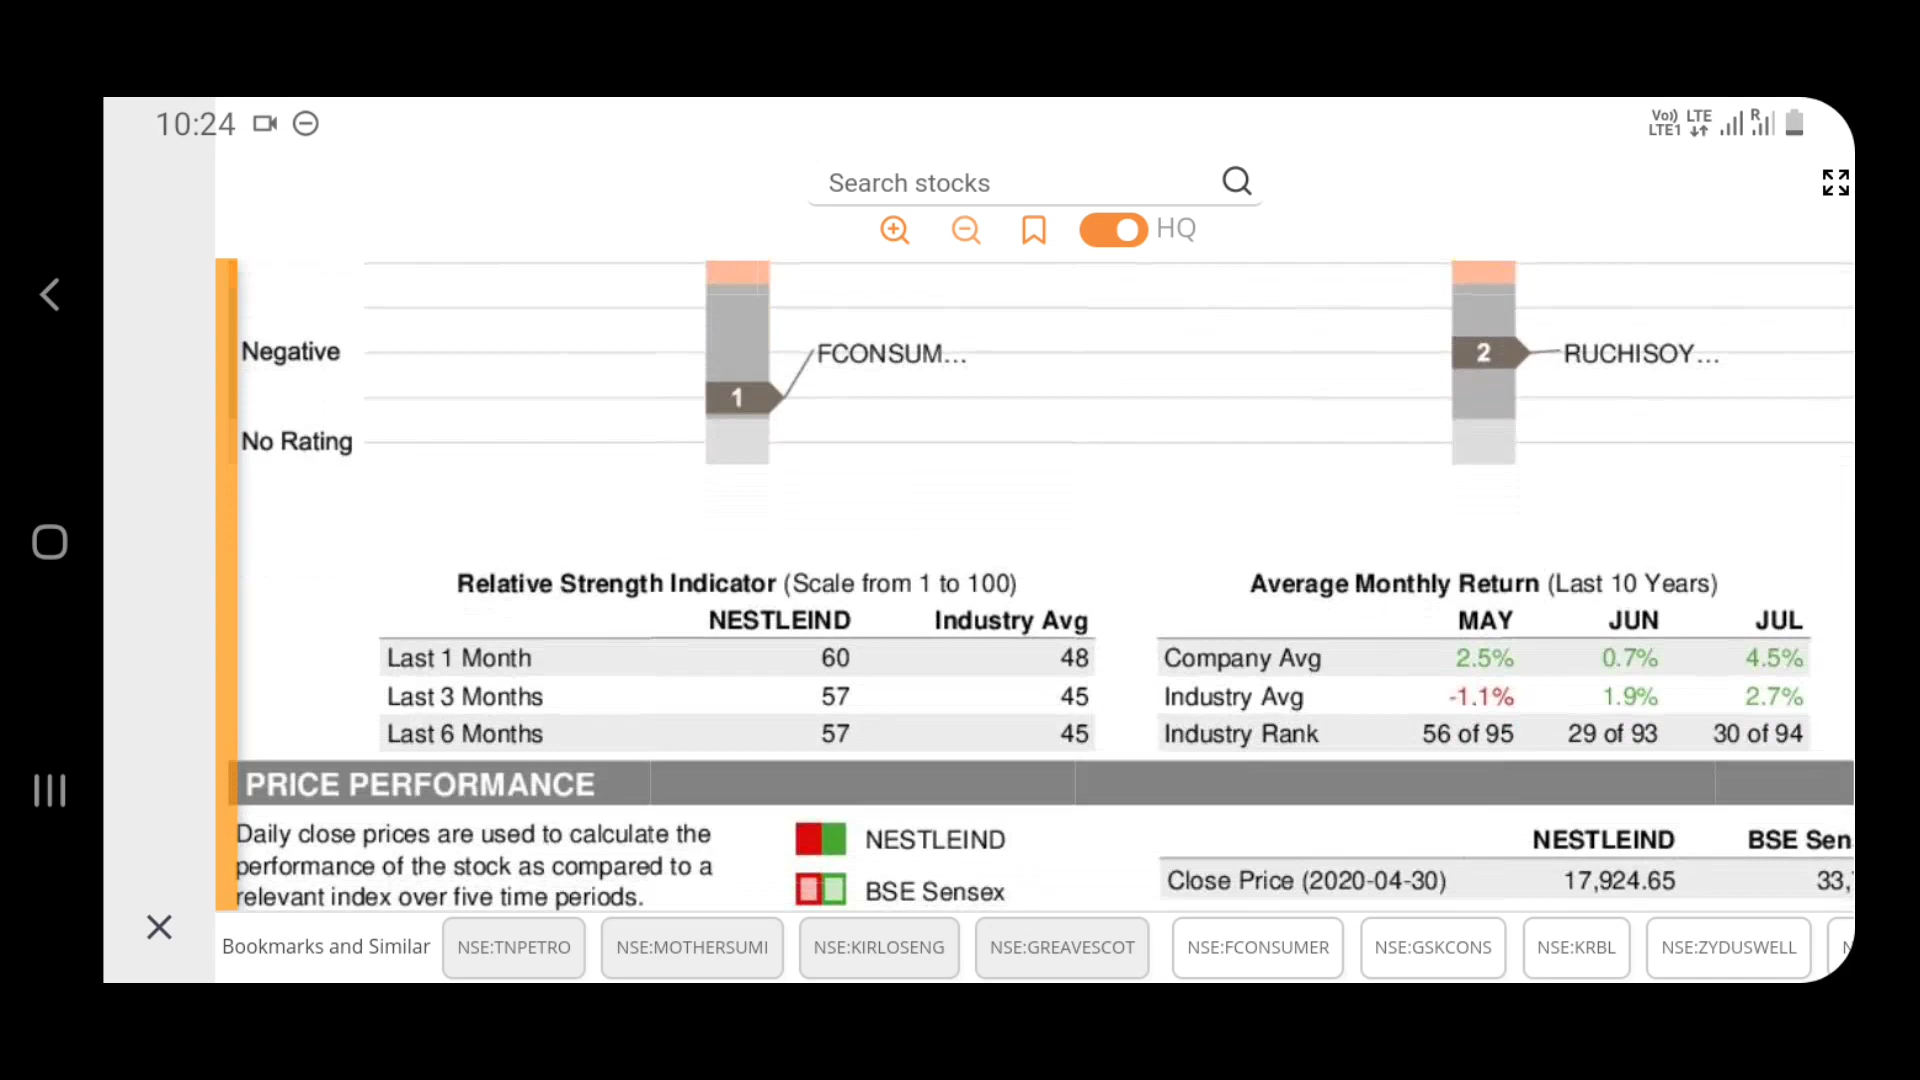 10:24
Vo)) LTE R
LTE1
Search stocks
HQ
Negative
FCONSUM...
2
RUCHISOY...
1
No Rating
Relative Strength Indicator (Scale from 1 to 100)
NESTLEIND Industry Avg
Last 1 Month 60 48
Last 3 Months 57 45
Last 6 Months 57 45
Average Monthly Return (Last 10 Years)
MAY JUN JUL
Company Avg 2.5% 0.7% 4.5%
Industry Avg -1.1% 1.9% 2.7%
Industry Rank 56 of 95 29 of 93 30 of 94
PRICE PERFORMANCE
Daily close prices are used to calculate the
performance of the stock as compared to a
relevant index over five time periods.
NESTLEIND
BSE Sensex
NESTLEIND BSE Sen
Close Price (2020-04-30) 17,924.65 33,
Bookmarks and Similar NSE:TNPETRO NSE:MOTHERSUMI NSE:KIRLOSENG NSE:GREAVESCOT NSE:FCONSUMER NSE:GSKCONS NSE:KRBL NSE:ZYDUSWELL